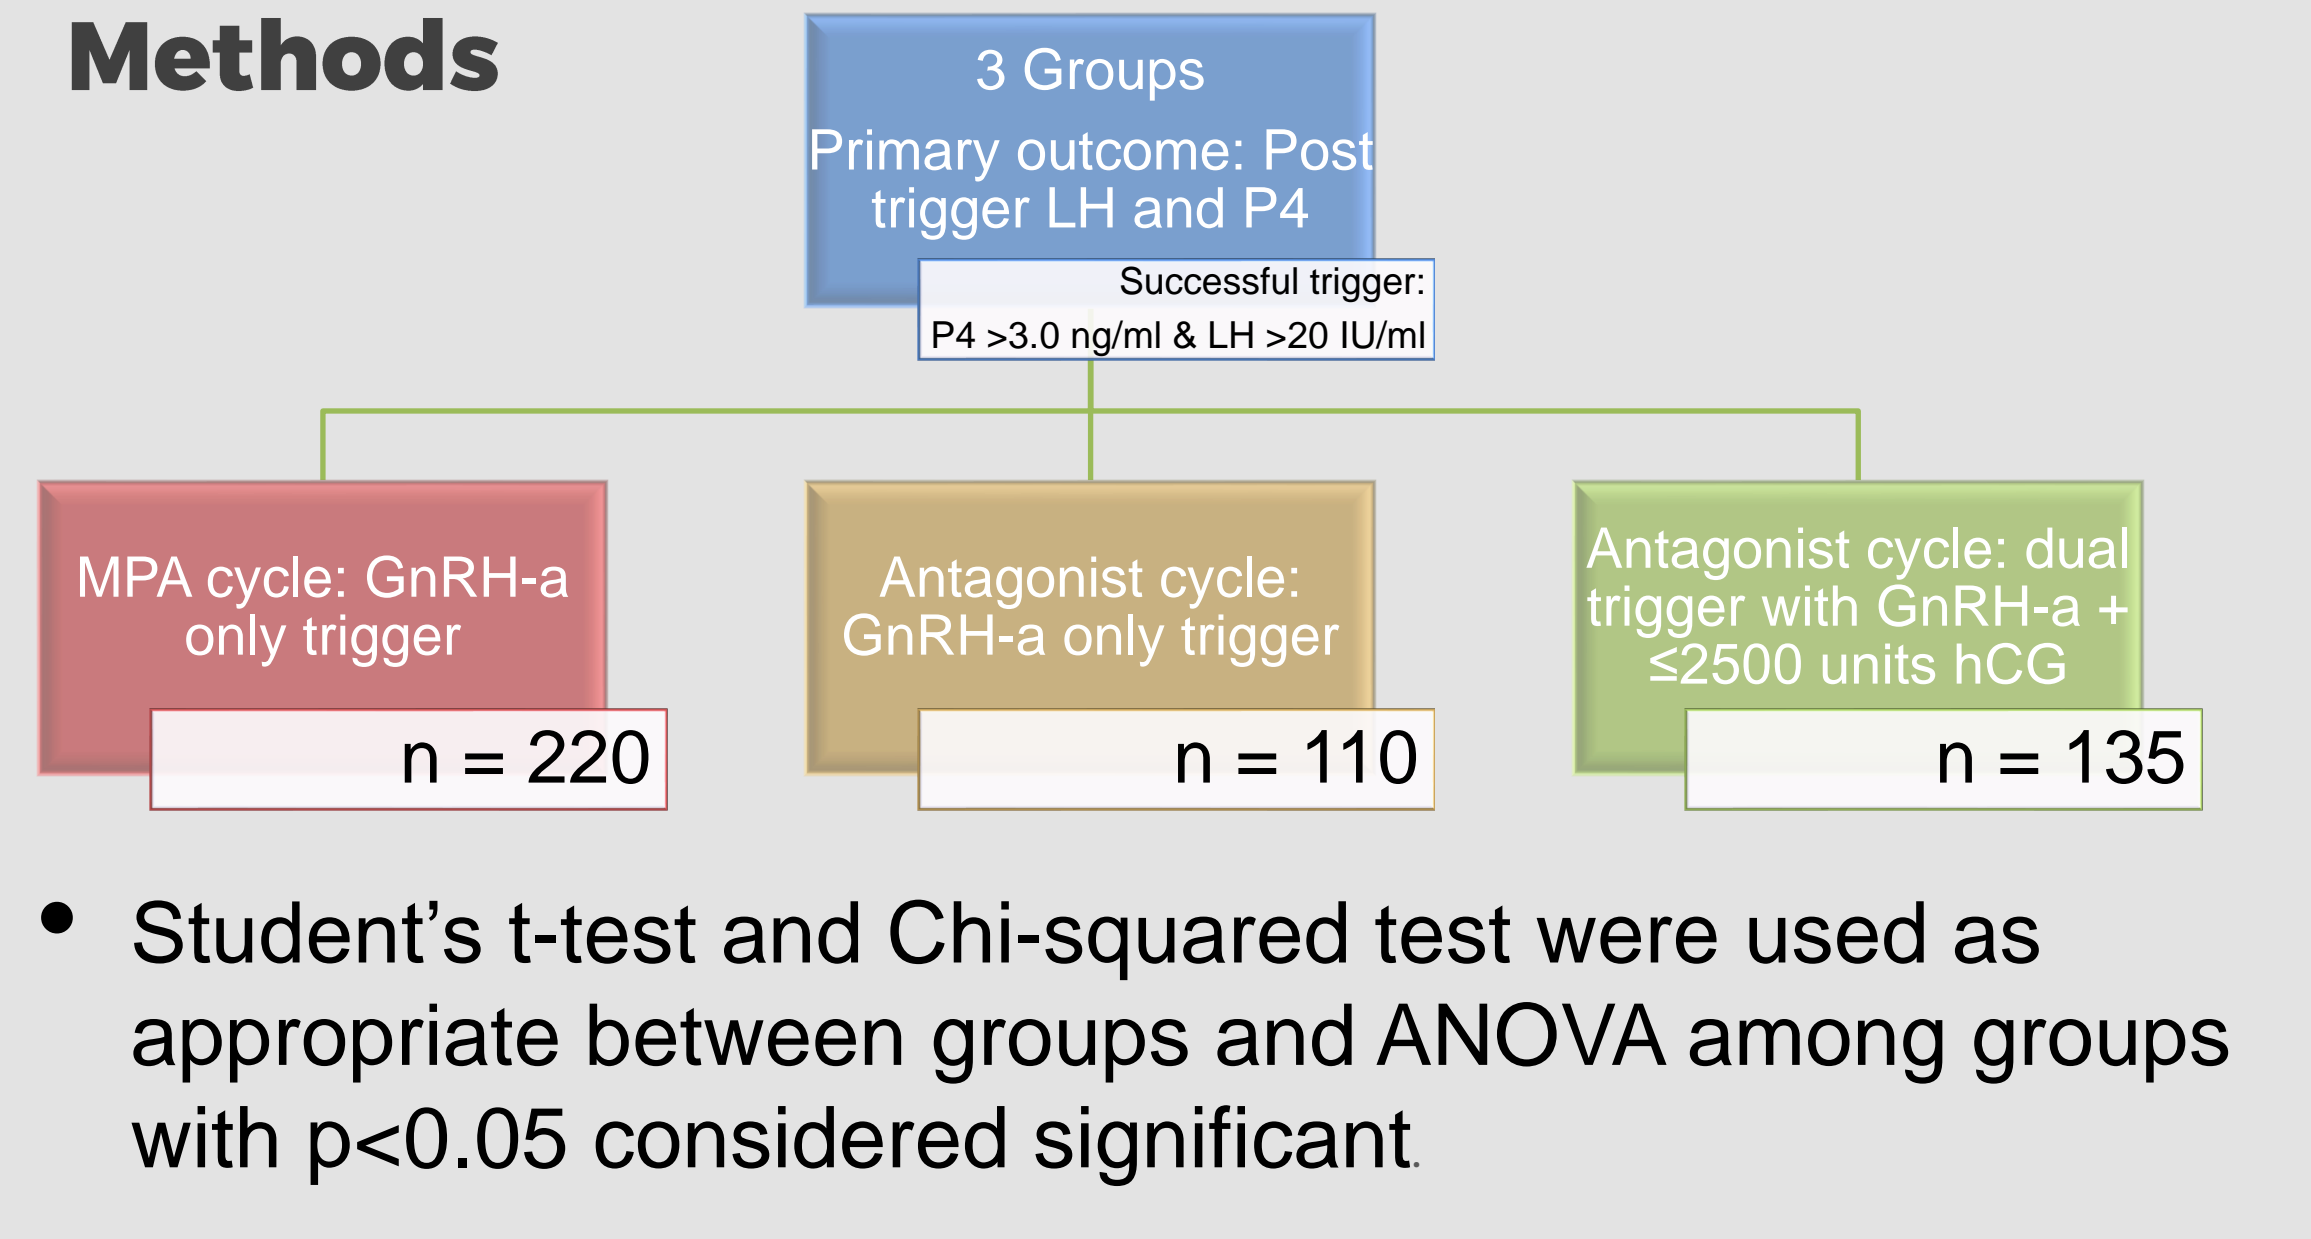 Methods
3 Groups
Primary outcome: Post
trigger LH and P4
Successful trigger:
P4 >3.0 ng/ml & LH >20 IU/ml
MPA cycle: GnRH-a
only trigger
n = 220
Antagonist cycle:
GnRH-a only trigger
n = 110
Antagonist cycle: dual
trigger with GnRH-a +
≤2500 units hCG
n = 135
• Student’s t-test and Chi-squared test were used as
appropriate between groups and ANOVA among groups
with p<0.05 considered significant.